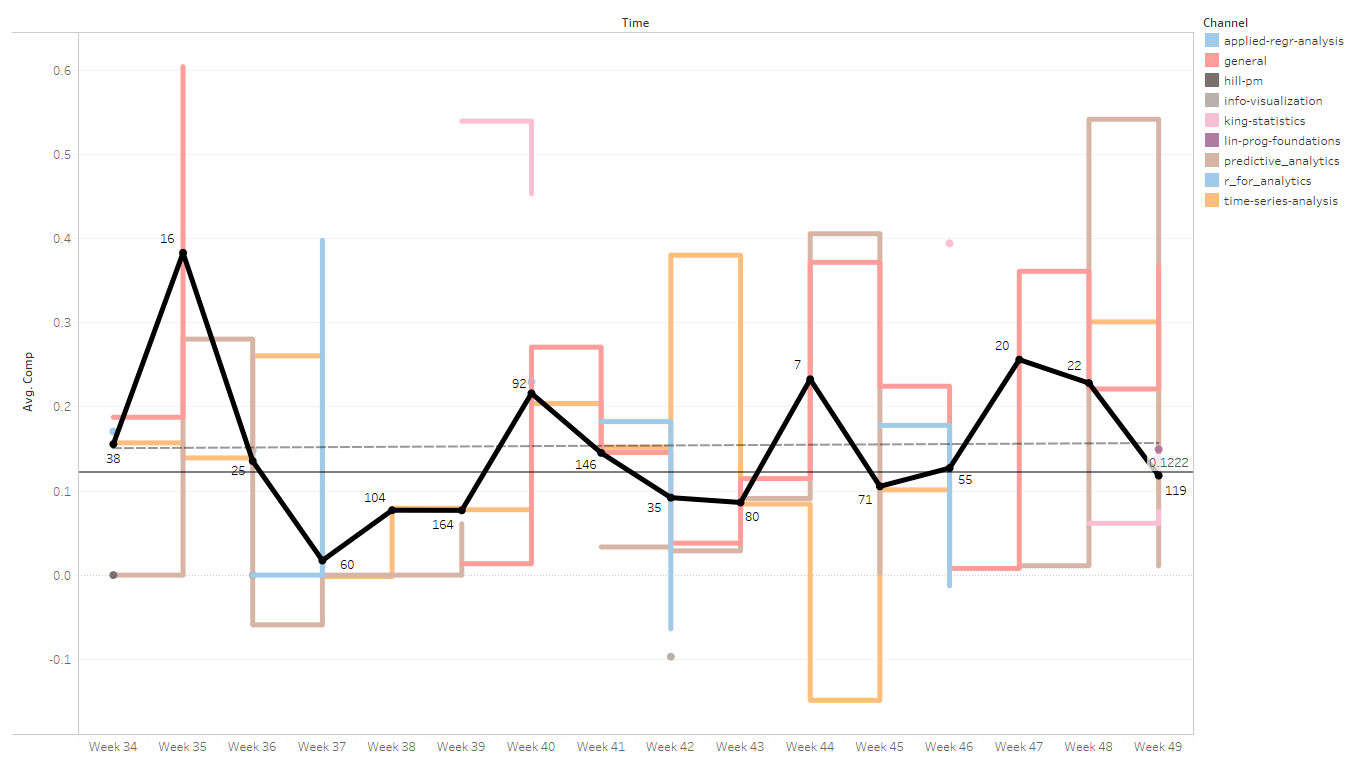 Time
Channel
applied-regr-analysis
general
hill-pm
info-visualization
king-statistics
lin-prog-foundations
predictive_analytics
r_for_analytics
time-series-analysis
Avg. Comp
0.6
0.5
0.4
0.3
0.2
0.1
0.0
-0.1
38
16
25
60
104
164
92
146
35
80
7
71
55
20
22
0.1222
119
Week 34 Week 35 Week 36 Week 37 Week 38 Week 39 Week 40 Week 41 Week 42 Week 43 Week 44 Week 45 Week 46 Week 47 Week 48 Week 49